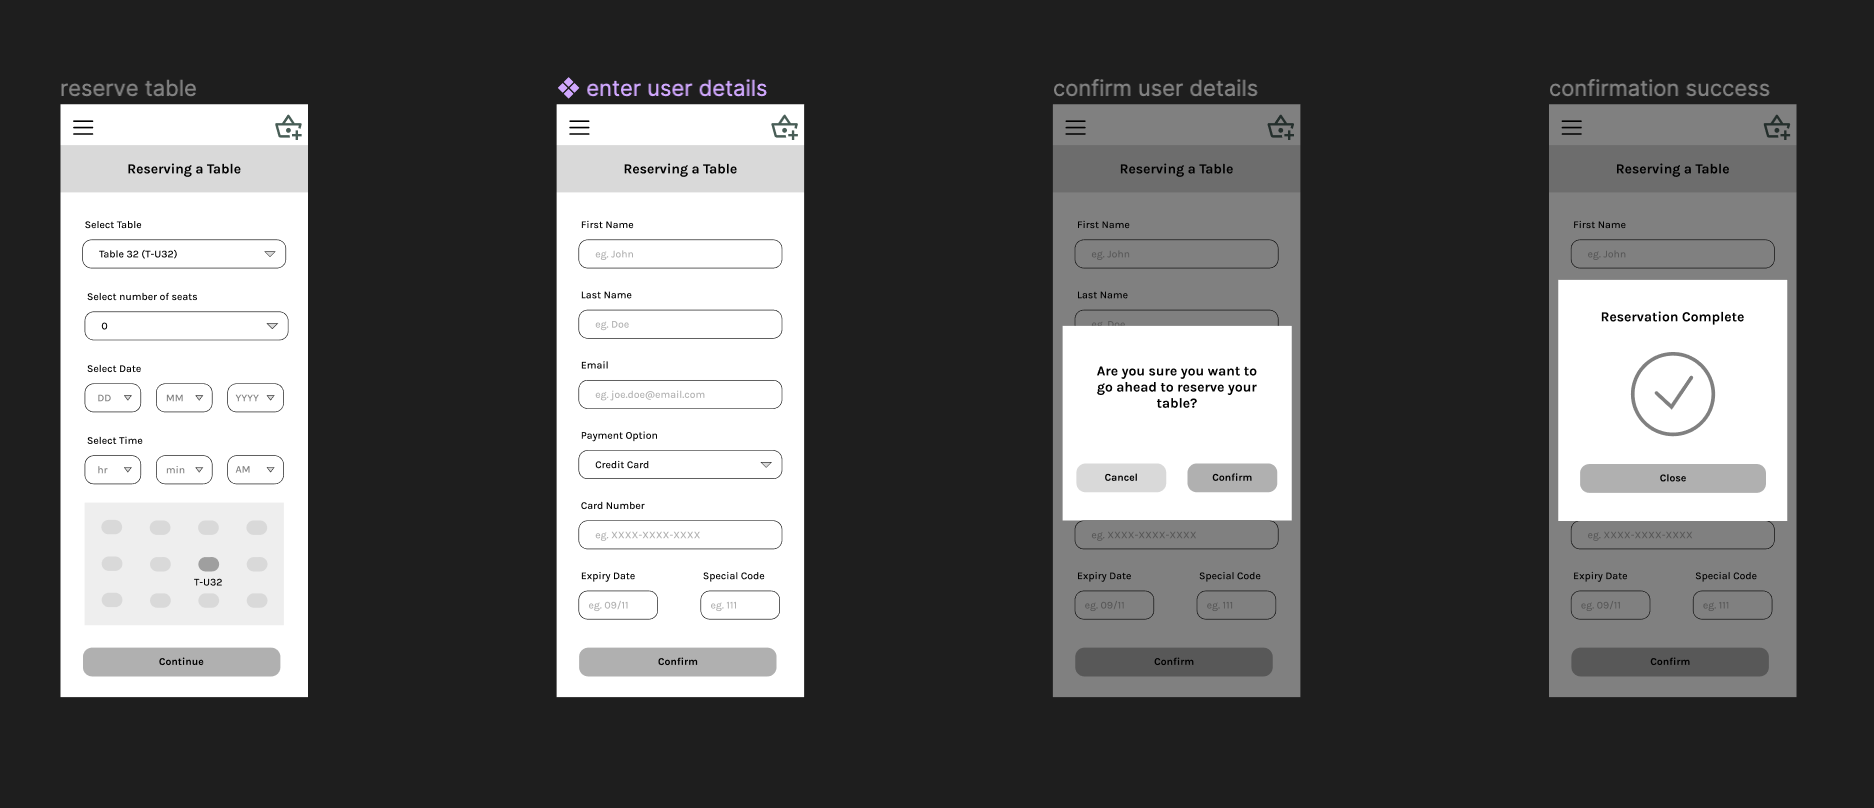 reserve table
Reserving a Table
Select Table
Table 32 (T-U32)
Select number of seats
0
Select Date
DD MM YYYY
Select Time
hr min AM
T-U32
Continue
enter user details
Reserving a Table
First Name
eg. John
Last Name
eg. Doe
Email
eg. joe.doe@email.com
Payment Option
Credit Card
Card Number
eg. XXXX-XXXX-XXXX
Expiry Date Special Code
eg. 09/11 eg. 111
Confirm
confirm user details
Reserving a Table
First Name
eg. John
Last Name
eg. Doe
Are you sure you want to
go ahead to reserve your
table?
Cancel Confirm
eg. XXXX-XXXX-XXXX
Expiry Date Special Code
eg. 09/11 eg. 111
Confirm
confirmation success
Reserving a Table
First Name
eg. John
Reservation Complete
Close
eg. XXXX-XXXX-XXXX
Expiry Date Special Code
eg. 09/11 eg. 111
Confirm